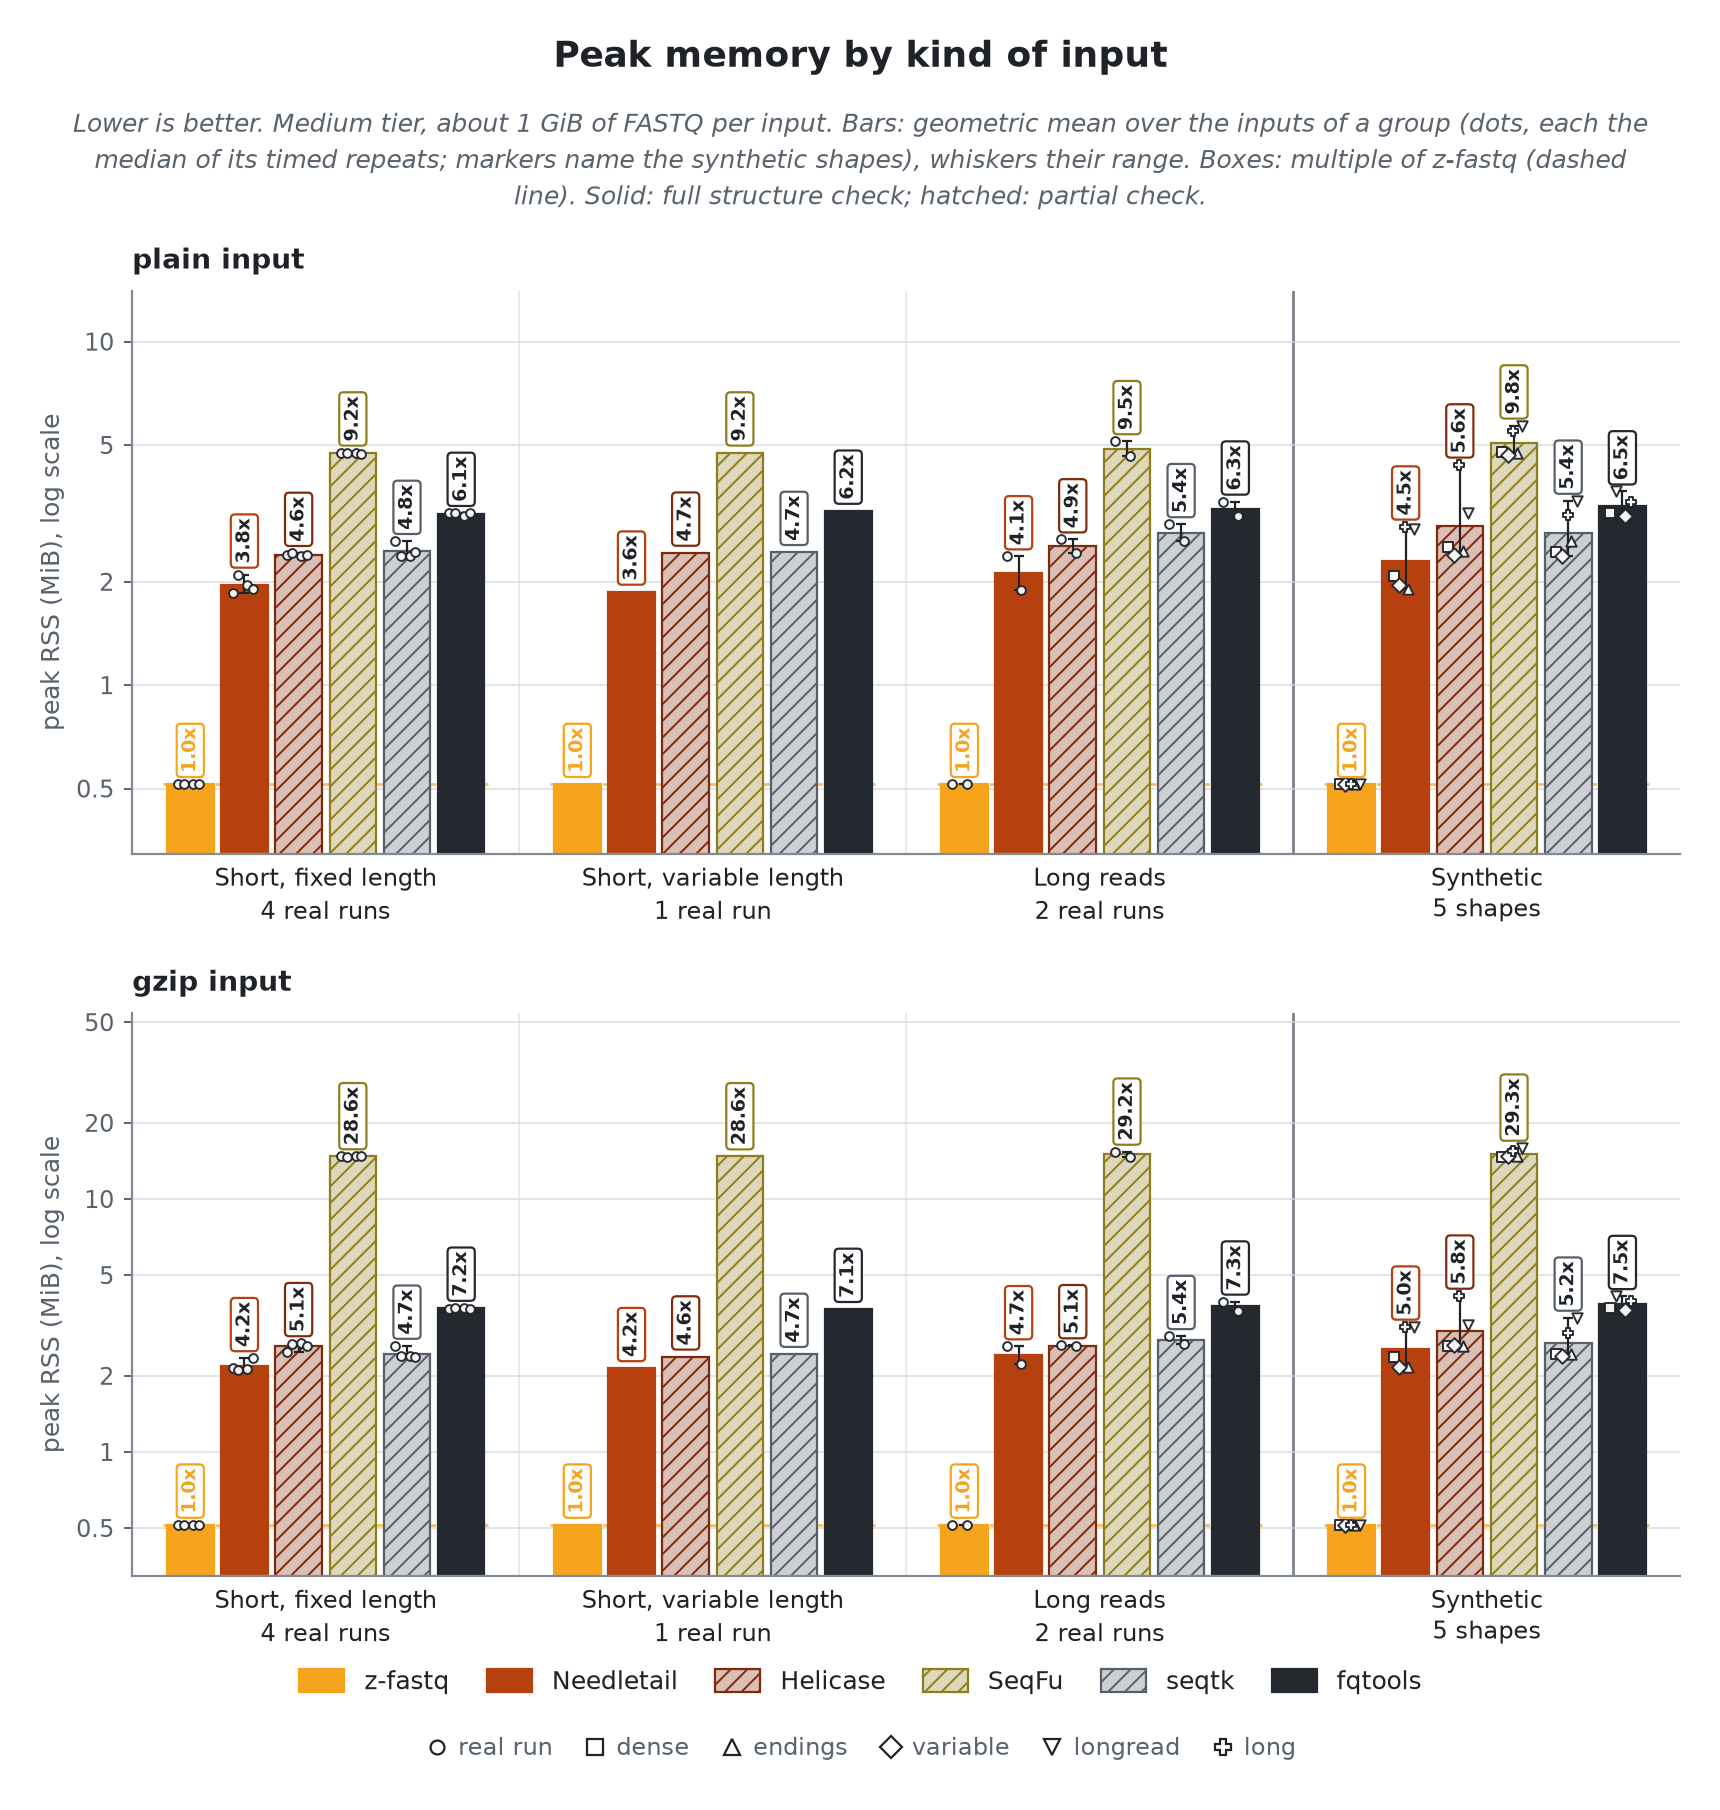 Peak memory by kind of input
Lower is better. Medium tier, about 1 GiB of FASTQ per input. Bars: geometric mean over the inputs of a group (dots, each the
median of its timed repeats; markers name the synthetic shapes), whiskers their range. Boxes: multiple of z-fastq (dashed
line). Solid: full structure check; hatched: partial check.
plain input
peak RSS (MiB), log scale
10
5
2
1
0.5
1.0x
3.8x
4.6x
9.2x
4.8x
6.1x
1.0x
3.6x
4.7x
9.2x
4.7x
6.2x
1.0x
4.1x
4.9x
9.5x
5.4x
6.3x
1.0x
4.5x
5.6x
9.8x
5.4x
6.5x
Short, fixed length
4 real runs
Short, variable length
1 real run
Long reads
2 real runs
Synthetic
5 shapes
gzip input
peak RSS (MiB), log scale
50
20
10
5
2
1
0.5
1.0x
4.2x
5.1x
28.6x
4.7x
7.2x
1.0x
4.2x
4.6x
28.6x
4.7x
7.1x
1.0x
4.7x
5.1x
29.2x
5.4x
7.3x
1.0x
5.0x
5.8x
29.3x
5.2x
7.5x
Short, fixed length
4 real runs
Short, variable length
1 real run
Long reads
2 real runs
Synthetic
5 shapes
z-fastq
Needletail
Helicase
SeqFu
seqtk
fqtools
real run
dense
endings
variable
longread
long